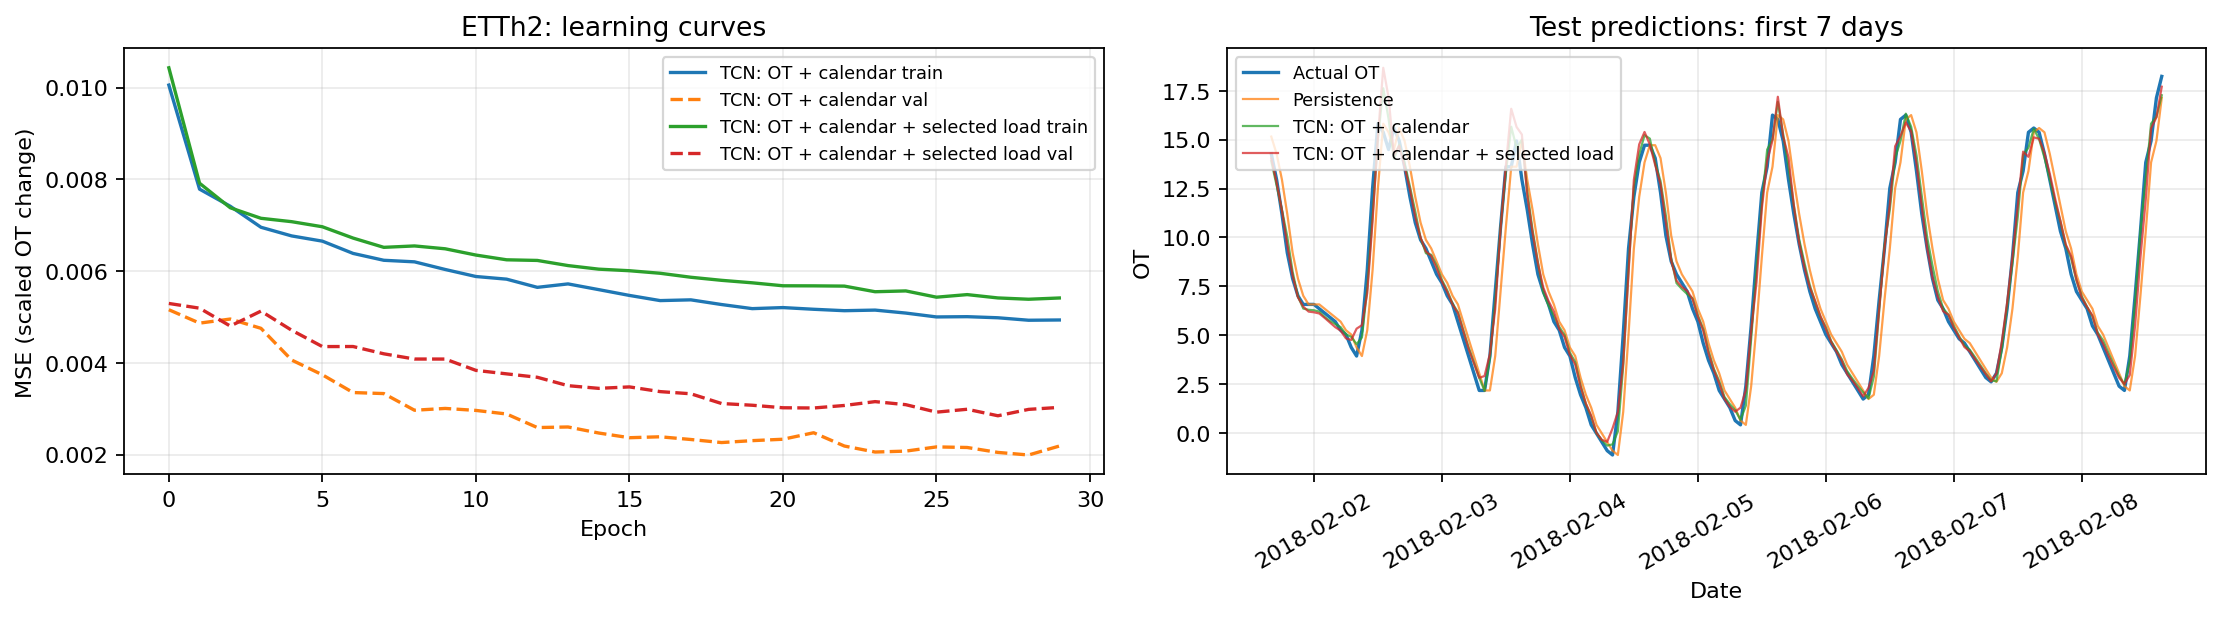 ETTh2: learning curves
MSE (scaled OT change)
0.010
0.008
0.006
0.004
0.002
TCN: OT + calendar train
TCN: OT + calendar val
TCN: OT + calendar + selected load train
TCN: OT + calendar + selected load val
0 5 10 15 20 25 30
Epoch
Test predictions: first 7 days
OT
17.5
15.0
12.5
10.0
7.5
5.0
2.5
0.0
Actual OT
Persistence
TCN: OT + calendar
TCN: OT + calendar + selected load
2018-02-02 2018-02-03 2018-02-04 2018-02-05 2018-02-06 2018-02-07 2018-02-08
Date